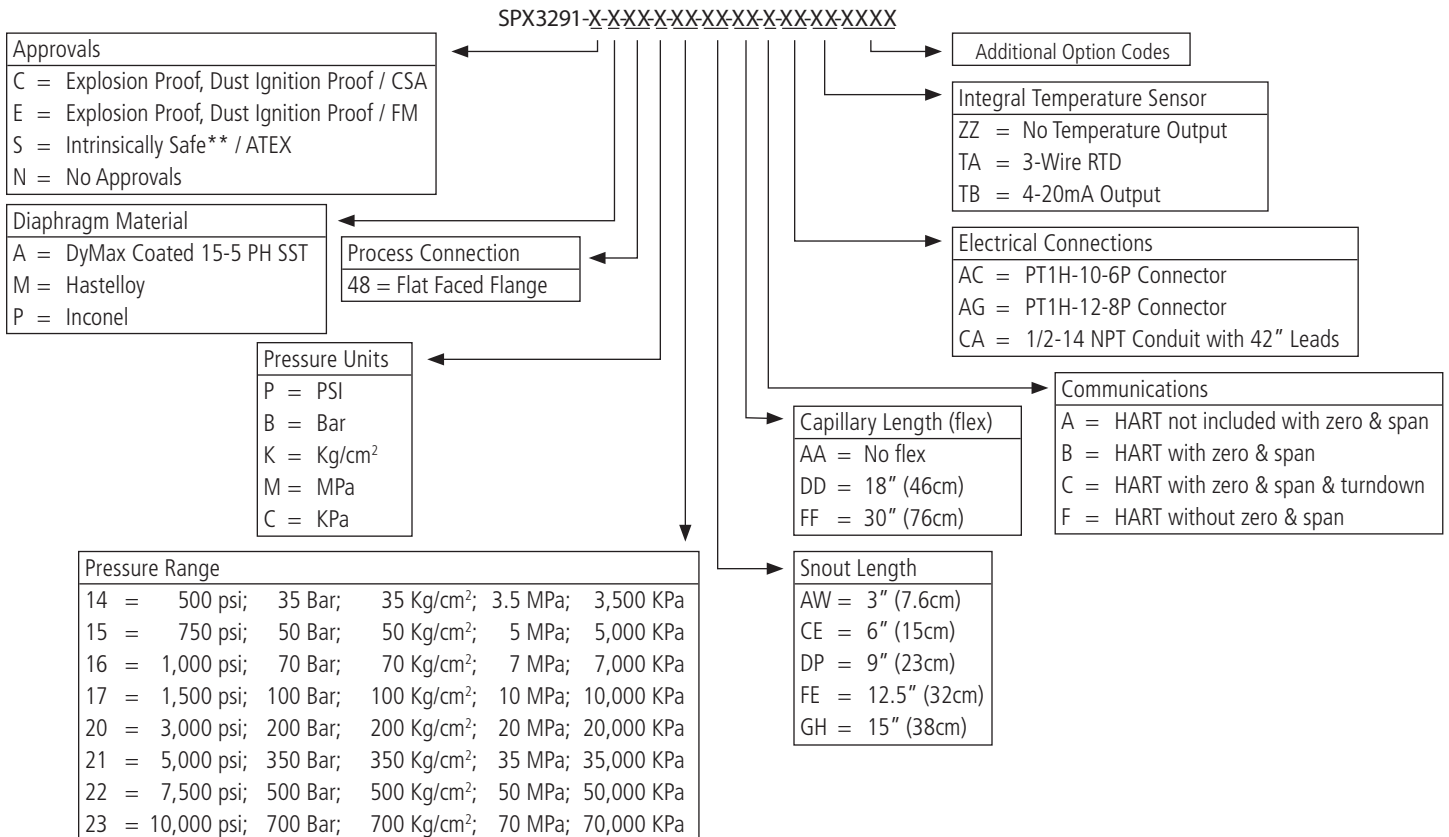 SPX3291-X-X-XX-X-XX-XX-XX-X-XX-XX-XXXX
Approvals
C = Explosion Proof, Dust Ignition Proof / CSA
E = Explosion Proof, Dust Ignition Proof / FM
S = Intrinsically Safe** / ATEX
N = No Approvals
Diaphragm Material
A = DyMax Coated 15-5 PH SST
M = Hastelloy
P = Inconel
Process Connection
48 = Flat Faced Flange
Pressure Units
P = PSI
B = Bar
K = Kg/cm²
M = MPa
C = KPa
Pressure Range
14 = 500 psi; 35 Bar; 35 Kg/cm²; 3.5 MPa; 3,500 KPa
15 = 750 psi; 50 Bar; 50 Kg/cm²; 5 MPa; 5,000 KPa
16 = 1,000 psi; 70 Bar; 70 Kg/cm²; 7 MPa; 7,000 KPa
17 = 1,500 psi; 100 Bar; 100 Kg/cm²; 10 MPa; 10,000 KPa
20 = 3,000 psi; 200 Bar; 200 Kg/cm²; 20 MPa; 20,000 KPa
21 = 5,000 psi; 350 Bar; 350 Kg/cm²; 35 MPa; 35,000 KPa
22 = 7,500 psi; 500 Bar; 500 Kg/cm²; 50 MPa; 50,000 KPa
23 = 10,000 psi; 700 Bar; 700 Kg/cm²; 70 MPa; 70,000 KPa
Additional Option Codes
Integral Temperature Sensor
ZZ = No Temperature Output
TA = 3-Wire RTD
TB = 4-20mA Output
Electrical Connections
AC = PT1H-10-6P Connector
AG = PT1H-12-8P Connector
CA = 1/2-14 NPT Conduit with 42″ Leads
Communications
A = HART not included with zero & span
B = HART with zero & span
C = HART with zero & span & turndown
F = HART without zero & span
Capillary Length (flex)
AA = No flex
DD = 18″ (46cm)
FF = 30″ (76cm)
Snout Length
AW = 3″ (7.6cm)
CE = 6″ (15cm)
DP = 9″ (23cm)
FE = 12.5″ (32cm)
GH = 15″ (38cm)